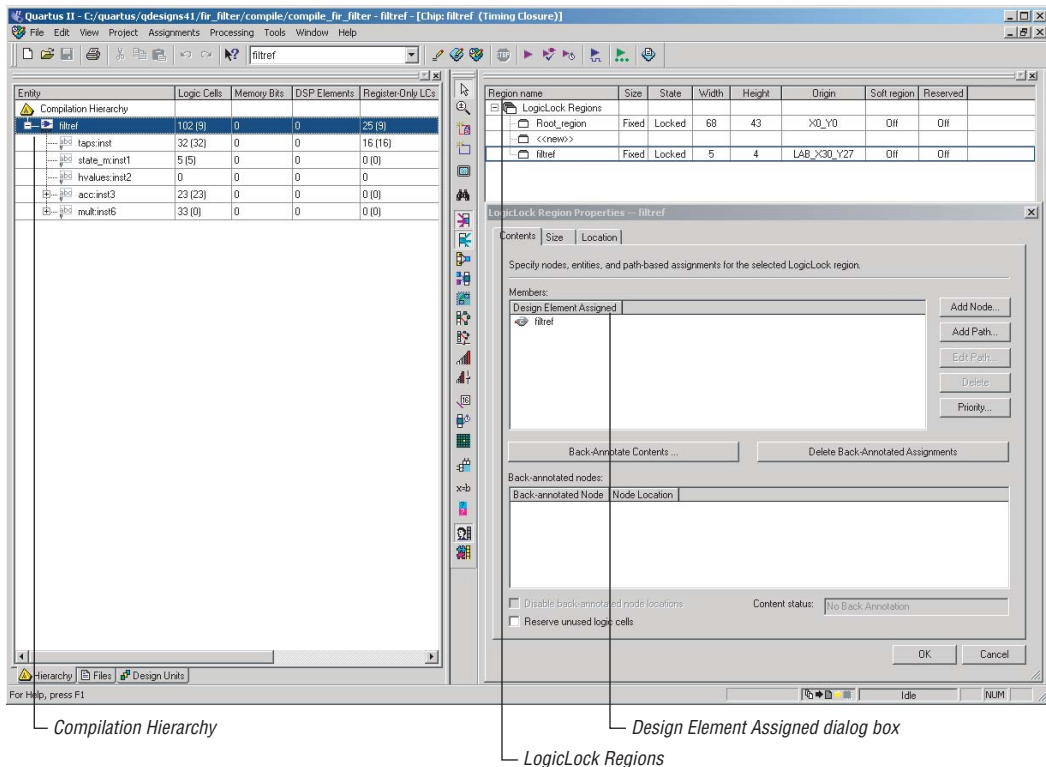 Quartus II - C:/quartus/qdesigns41/fir_filter/compile/compile_fir_filter - filtref - [Chip: filtref (Timing Closure)]
File Edit View Project Assignments Processing Tools Window Help
filtref
Entity Logic Cells Memory Bits DSP Elements Register-Only LCs
Compilation Hierarchy
filtref 102 (9) 0 0 25 (9)
taps:inst 32 (32) 0 0 16 (16)
state_m:inst1 5 (5) 0 0 0 (0)
hvalues:inst2 0 0 0 0
acc:inst3 23 (23) 0 0 0 (0)
mult:inst6 33 (0) 0 0 0 (0)
Region name Size State Width Height Origin Soft region Reserved
LogicLock Regions
Root_region Fixed Locked 68 43 X0_Y0 Off Off
<<new>>
filtref Fixed Locked 5 4 LAB_X30_Y27 Off Off
LogicLock Region Properties -- filtref
Contents Size Location
Specify nodes, entities, and path-based assignments for the selected LogicLock region.
Members:
Design Element Assigned
filtref
Add Node...
Add Path...
Edit Path...
Delete
Priority...
Back-Annotate Contents ... Delete Back-Annotated Assignments
Back-annotated nodes:
Back-annotated Node Node Location
Disable back-annotated node locations Content status: No Back Annotation
Reserve unused logic cells
OK Cancel
Hierarchy Files Design Units
For Help, press F1 Idle NUM
Compilation Hierarchy
Design Element Assigned dialog box
LogicLock Regions